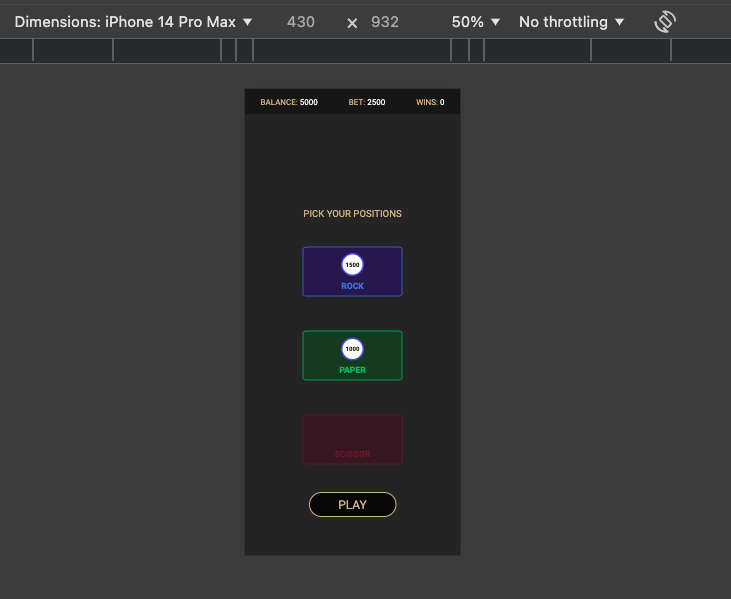 Dimensions: iPhone 14 Pro Max ▼ 430 × 932 50% ▼ No throttling ▼
BALANCE: 5000 BET: 2500 WINS: 0
PICK YOUR POSITIONS
1500
ROCK
1000
PAPER
SCISSOR
PLAY